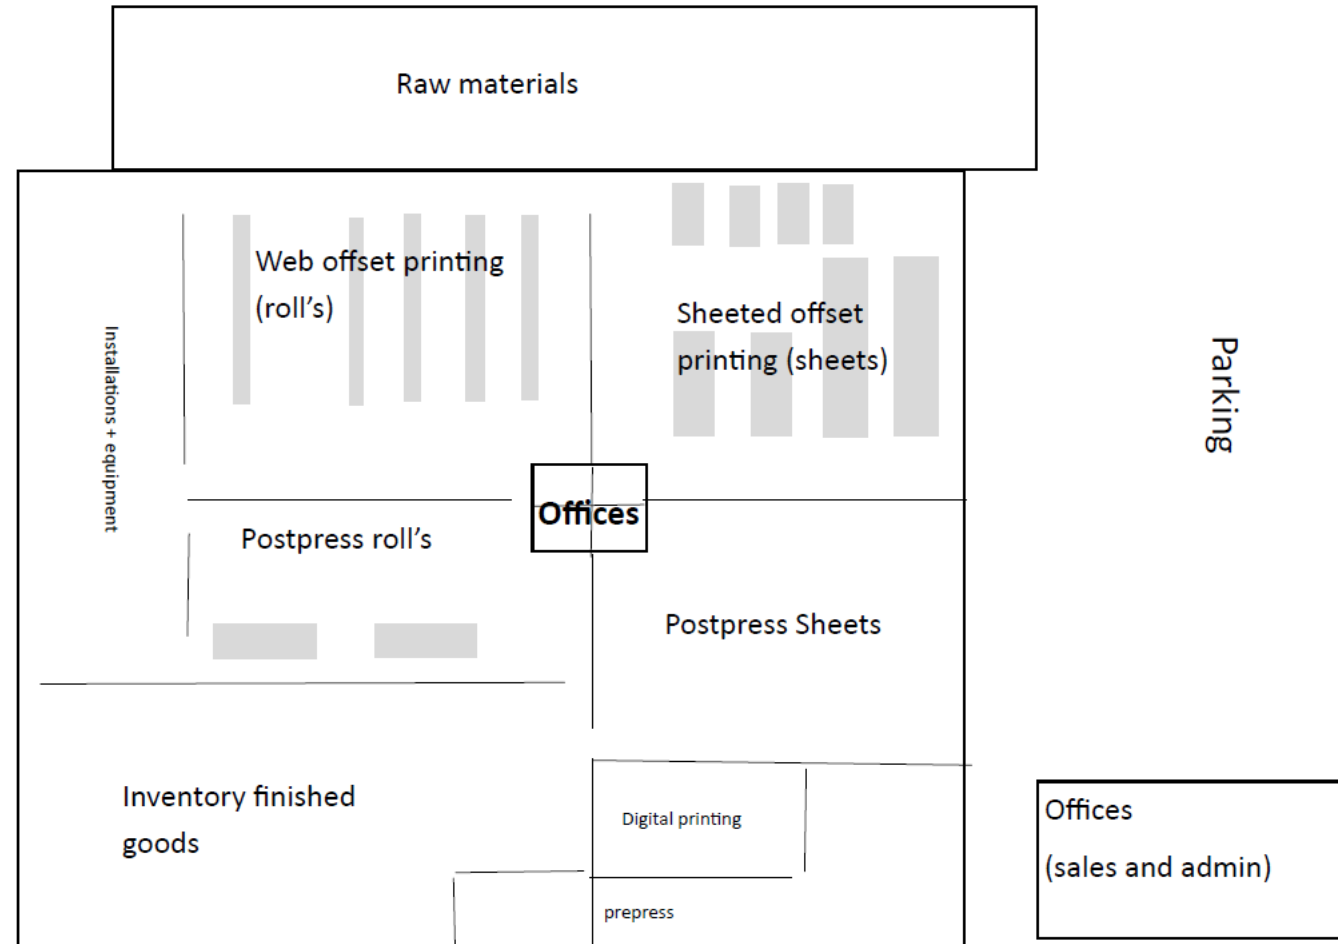 Raw materials
Web offset printing
(roll's)
Sheeted offset
printing (sheets)
Installations + equipment
Parking
Offices
Postpress roll's
Postpress Sheets
Inventory finished
goods
Digital printing
prepress
Offices
(sales and admin)